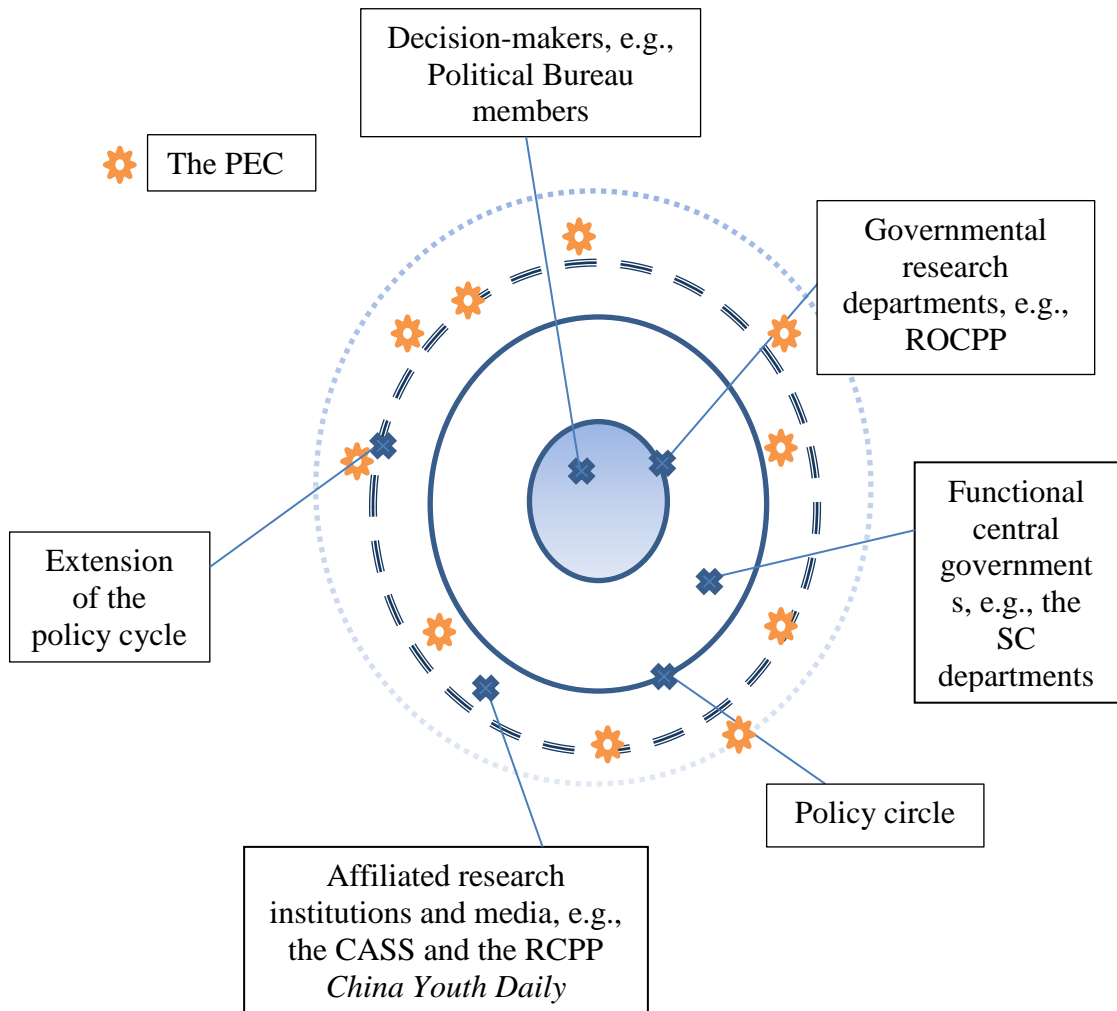 Decision-makers, e.g.,
Political Bureau
members
The PEC
Governmental
research
departments, e.g.,
ROCPP
Functional
central
government
s, e.g., the
SC
departments
Extension
of the
policy cycle
Policy circle
Affiliated research
institutions and media, e.g.,
the CASS and the RCPP
China Youth Daily